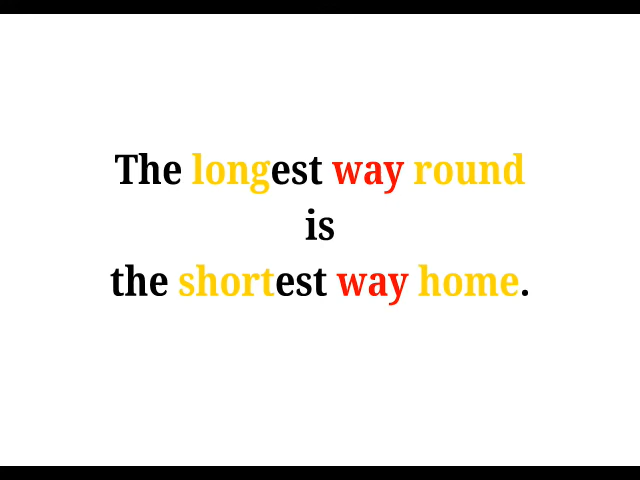 The longest way round
is
the shortest way home.